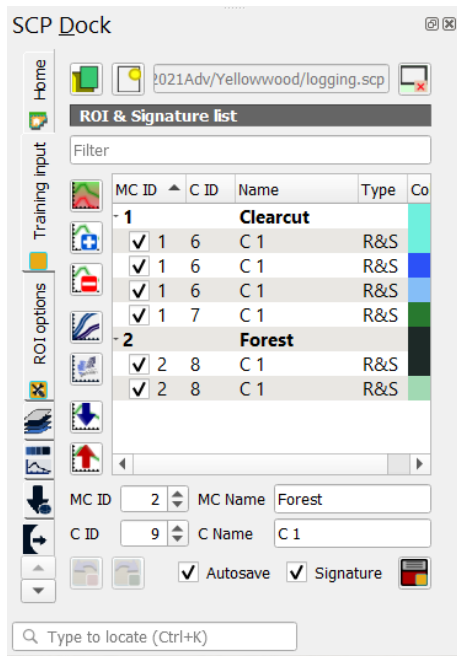 SCP Dock
Home
Training input
ROI options
2021Adv/Yellowwood/logging.scp
ROI & Signature list
Filter
MC ID C ID Name Type Co
1 Clearcut
1 6 C 1 R&S
1 6 C 1 R&S
1 6 C 1 R&S
1 7 C 1 R&S
2 Forest
2 8 C 1 R&S
2 8 C 1 R&S
MC ID 2 MC Name Forest
C ID 9 C Name C 1
Autosave Signature
Type to locate (Ctrl+K)